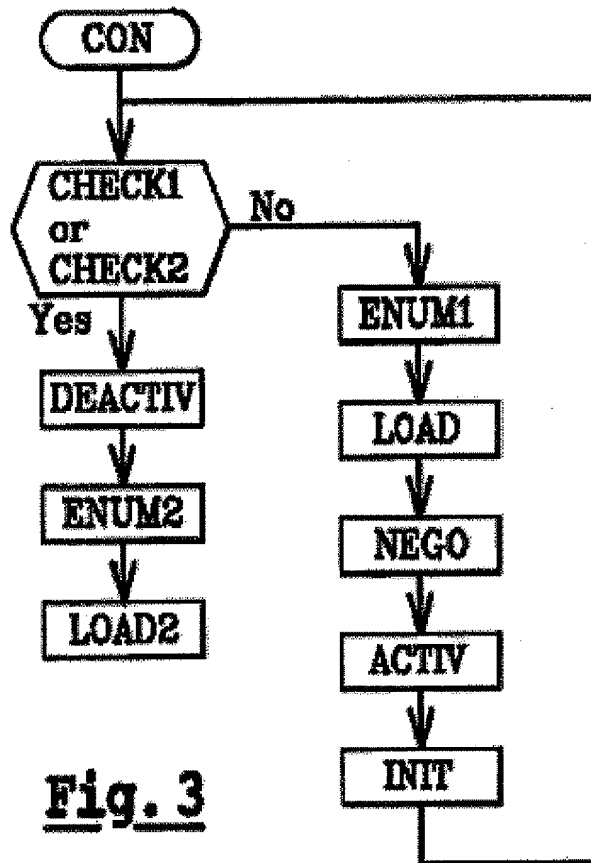 CON
CHECK1
or
CHECK2
No
Yes
ENUM1
DEACTIV
LOAD
ENUM2
NEGO
LOAD2
ACTIV
INIT
Fig. 3